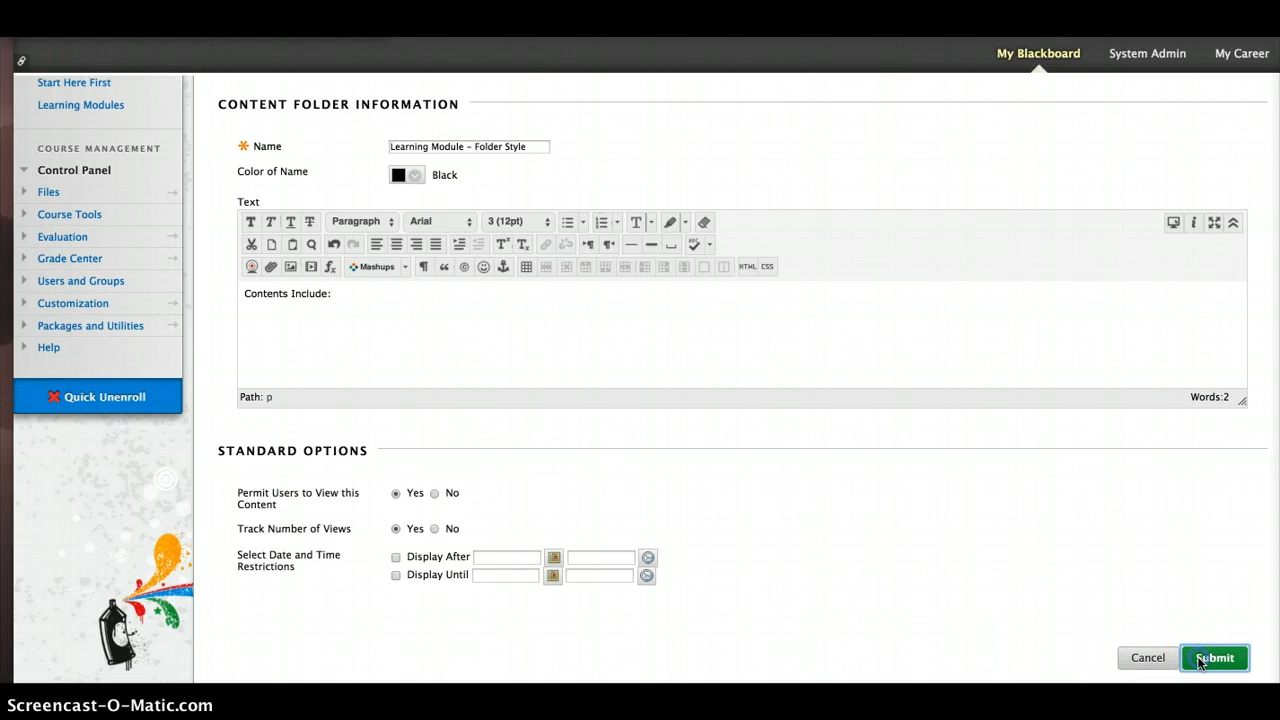 My Blackboard System Admin My Career
Start Here First
Learning Modules
COURSE MANAGEMENT
Control Panel
Files
Course Tools
Evaluation
Grade Center
Users and Groups
Customization
Packages and Utilities
Help
Quick Unenroll
CONTENT FOLDER INFORMATION
Name Learning Module - Folder Style
Color of Name Black
Text
T T T T Paragraph Arial 3 (12pt)
Mashups HTML CSS
Contents Include:
Path: p Words:2
STANDARD OPTIONS
Permit Users to View this Content Yes No
Track Number of Views Yes No
Select Date and Time Restrictions Display After
Display Until
Cancel Submit
Screencast-O-Matic.com